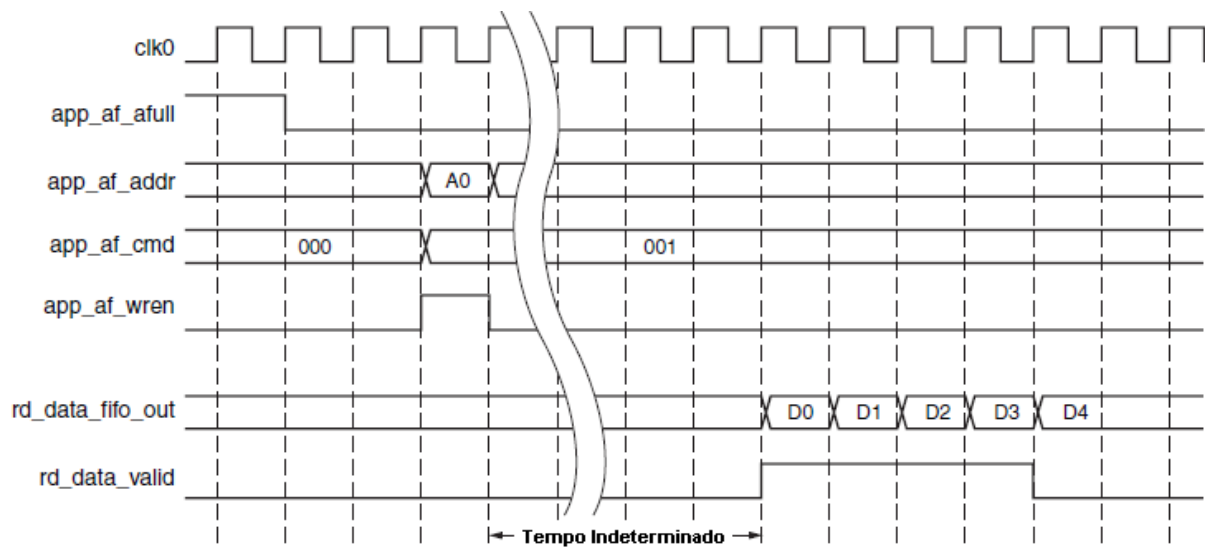 clk0
app_af_afull
app_af_addr A0
app_af_cmd 000 001
app_af_wren
rd_data_fifo_out D0 D1 D2 D3 D4
rd_data_valid
Tempo Indeterminado